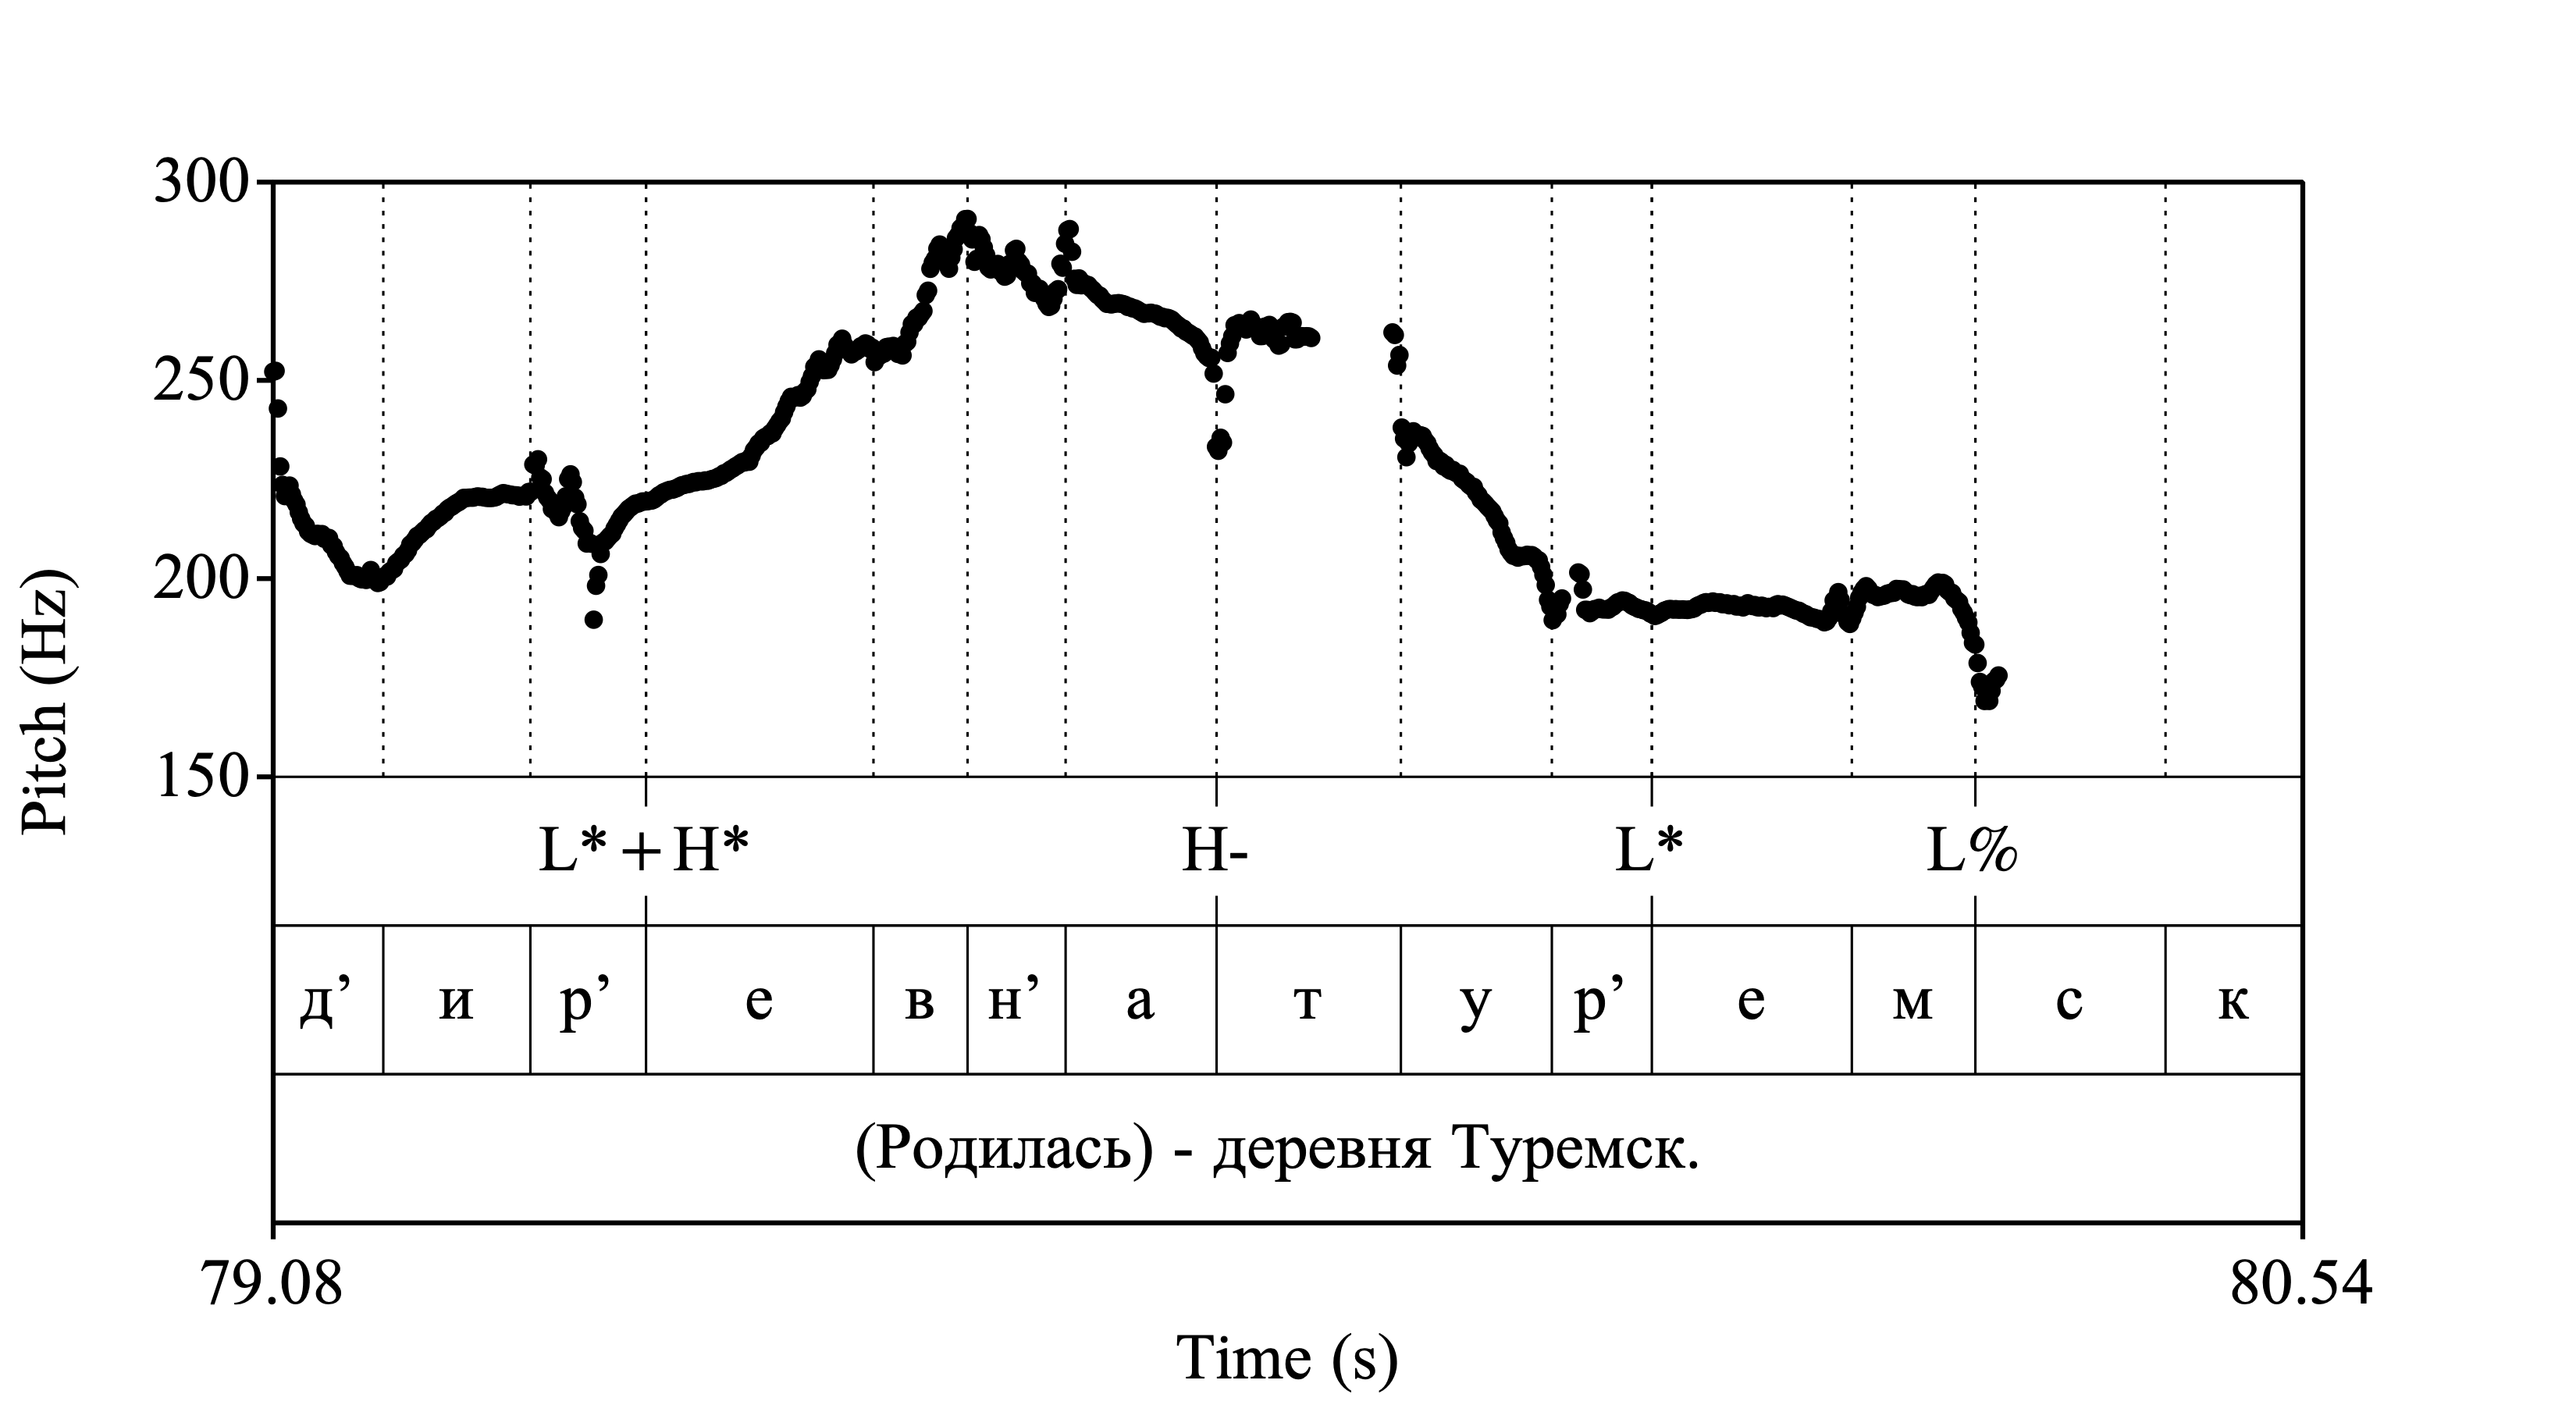 300
250
200
150
Pitch (Hz)
L*+H* H- L* L%
д’ и р’ е в н’ а т у р’ е м с к
(Родилась) - деревня Туремск.
79.08 80.54
Time (s)